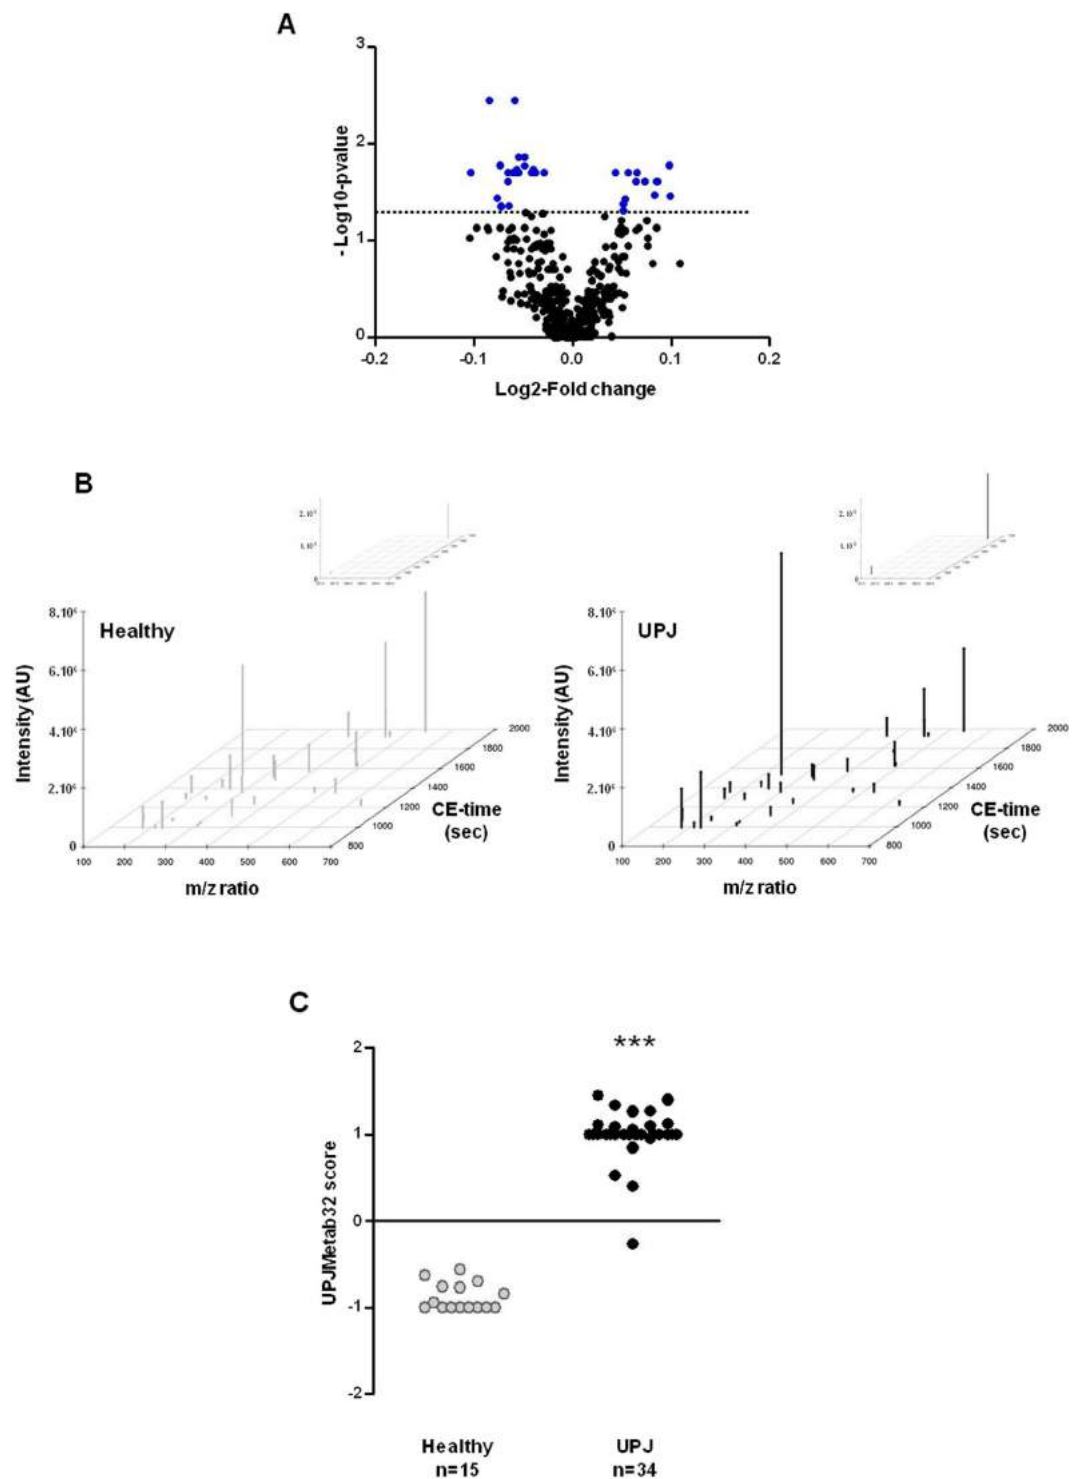 A
3
2
1
0
-Log10-pvalue
-0.2 -0.1 0.0 0.1 0.2
Log2-Fold change
B
Healthy
8.10⁶
6.10⁶
4.10⁶
2.10⁶
0
Intensity (AU)
100 200 300 400 500 600 700
m/z ratio
800
1000
1200
1400
1600
1800
2000
CE-time
(sec)
UPJ
8.10⁶
6.10⁶
4.10⁶
2.10⁶
0
Intensity (AU)
100 200 300 400 500 600 700
m/z ratio
800
1000
1200
1400
1600
1800
2000
CE-time
(sec)
C
***
2
1
0
-1
-2
UPJMetab32 score
Healthy UPJ
n=15 n=34